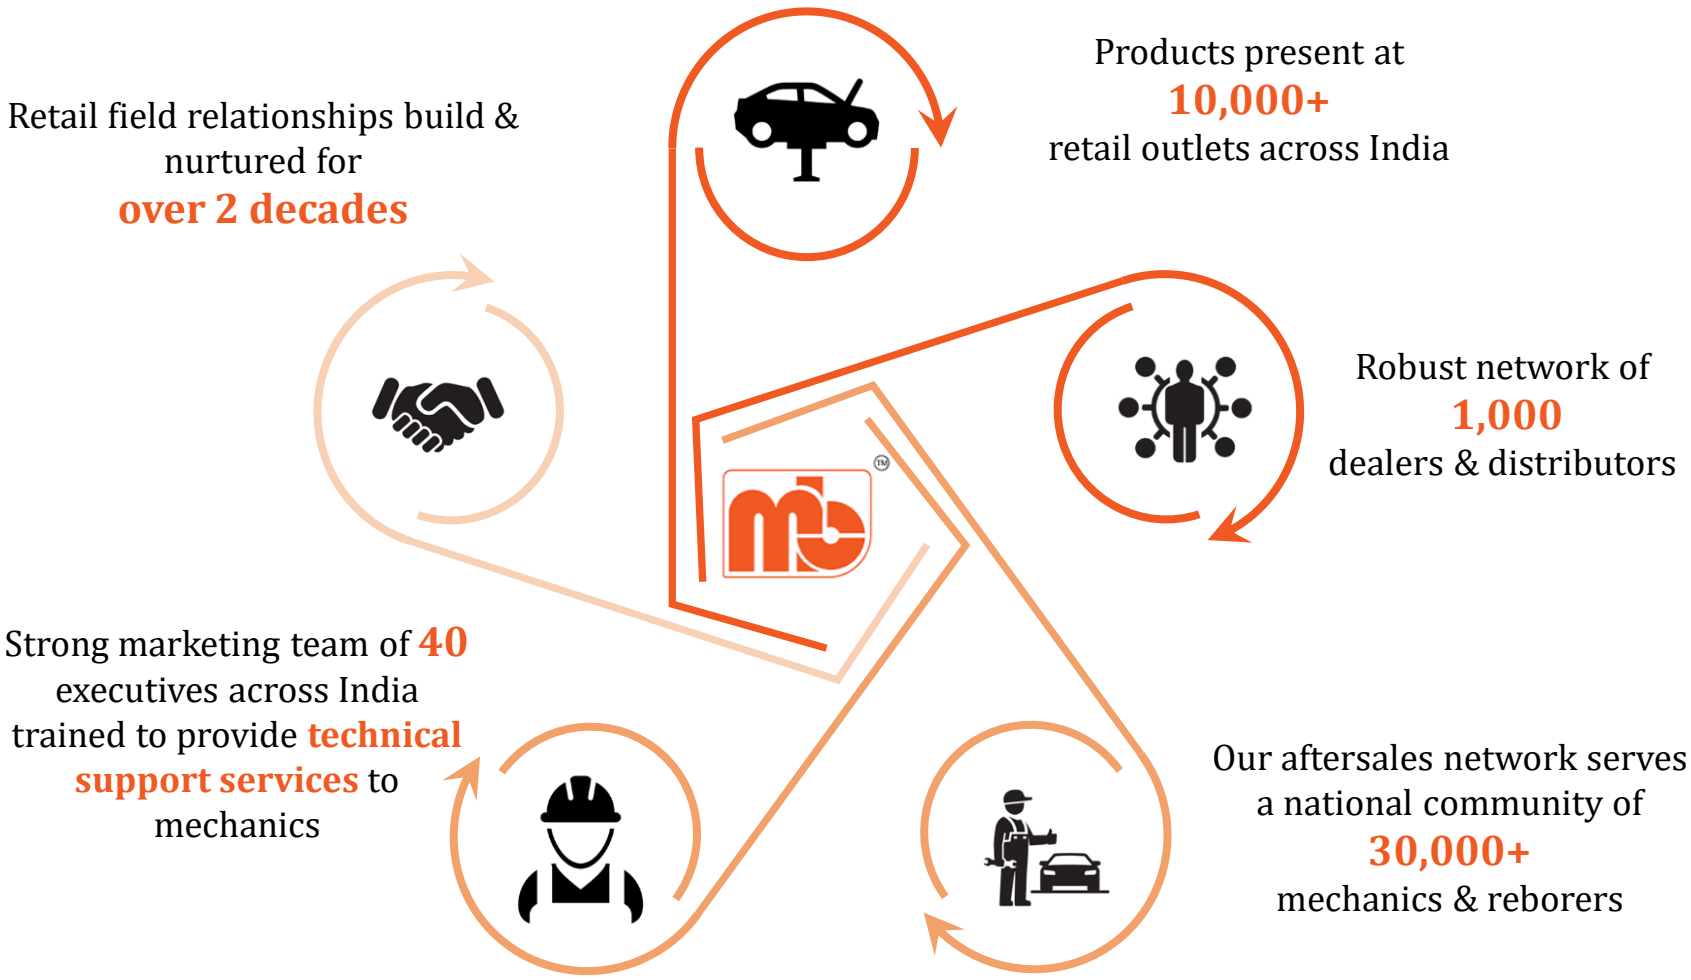 Products present at
10,000+
retail outlets across India
Retail field relationships build &
nurtured for
over 2 decades
Robust network of
1,000
dealers & distributors
mb
TM
Strong marketing team of 40
executives across India
trained to provide technical
support services to
mechanics
Our aftersales network serves
a national community of
30,000+
mechanics & reborers